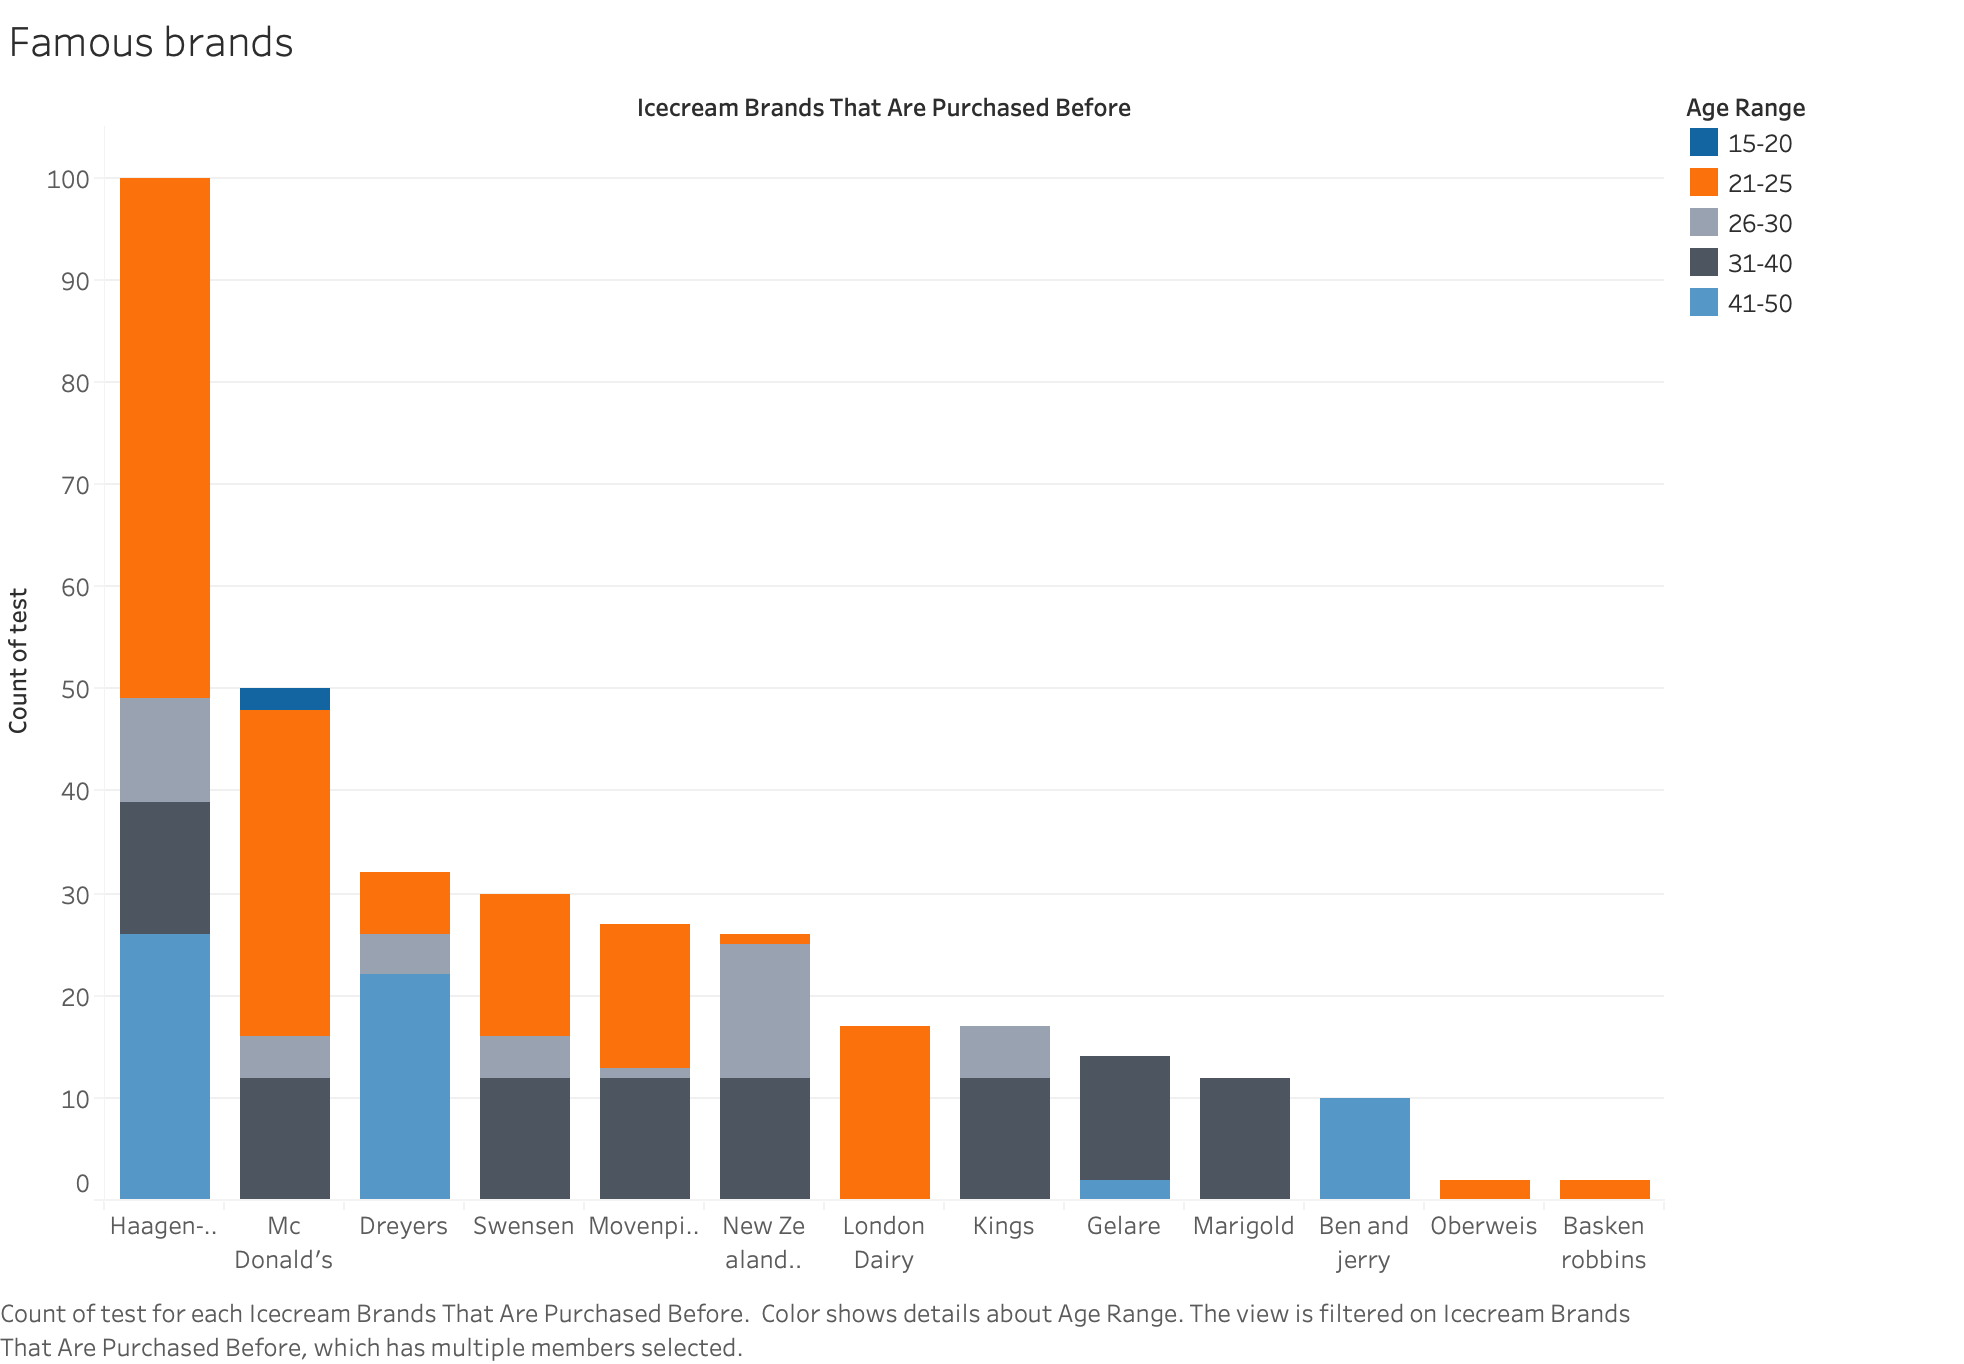 Famous brands
Icecream Brands That Are Purchased Before
Age Range
15-20
21-25
26-30
31-40
41-50
100
90
80
70
60
50
40
30
20
10
0
Count of test
Haagen-..
Mc
Donald's
Dreyers
Swensen
Movenpi..
New Ze
aland..
London
Dairy
Kings
Gelare
Marigold
Ben and
jerry
Oberweis
Basken
robbins
Count of test for each Icecream Brands That Are Purchased Before.  Color shows details about Age Range. The view is filtered on Icecream Brands
That Are Purchased Before, which has multiple members selected.